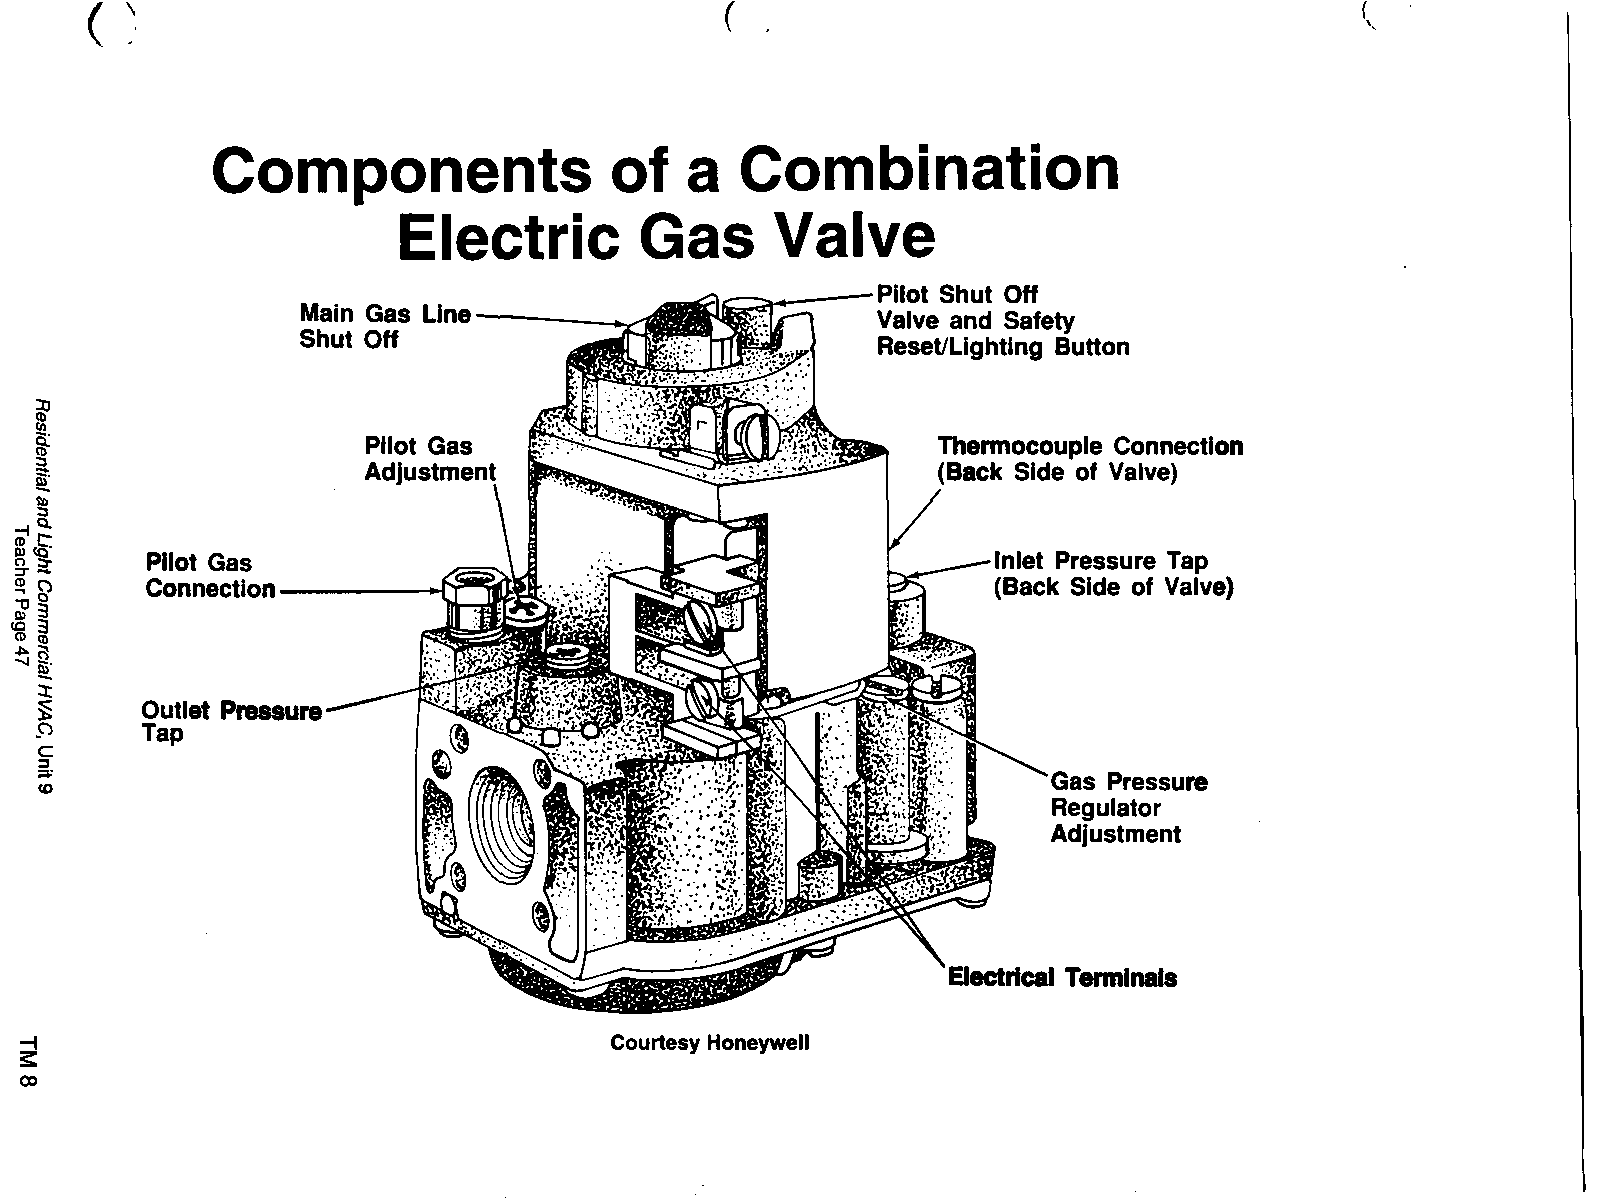 Components of a Combination
Electric Gas Valve
Main Gas Line
Shut Off
Pilot Shut Off
Valve and Safety
Reset/Lighting Button
Pilot Gas
Adjustment
Thermocouple Connection
(Back Side of Valve)
Pilot Gas
Connection
Inlet Pressure Tap
(Back Side of Valve)
Outlet Pressure
Tap
Gas Pressure
Regulator
Adjustment
Electrical Terminals
Courtesy Honeywell
Residential and Light Commercial HVAC, Unit 9
Teacher Page 47
TM 8